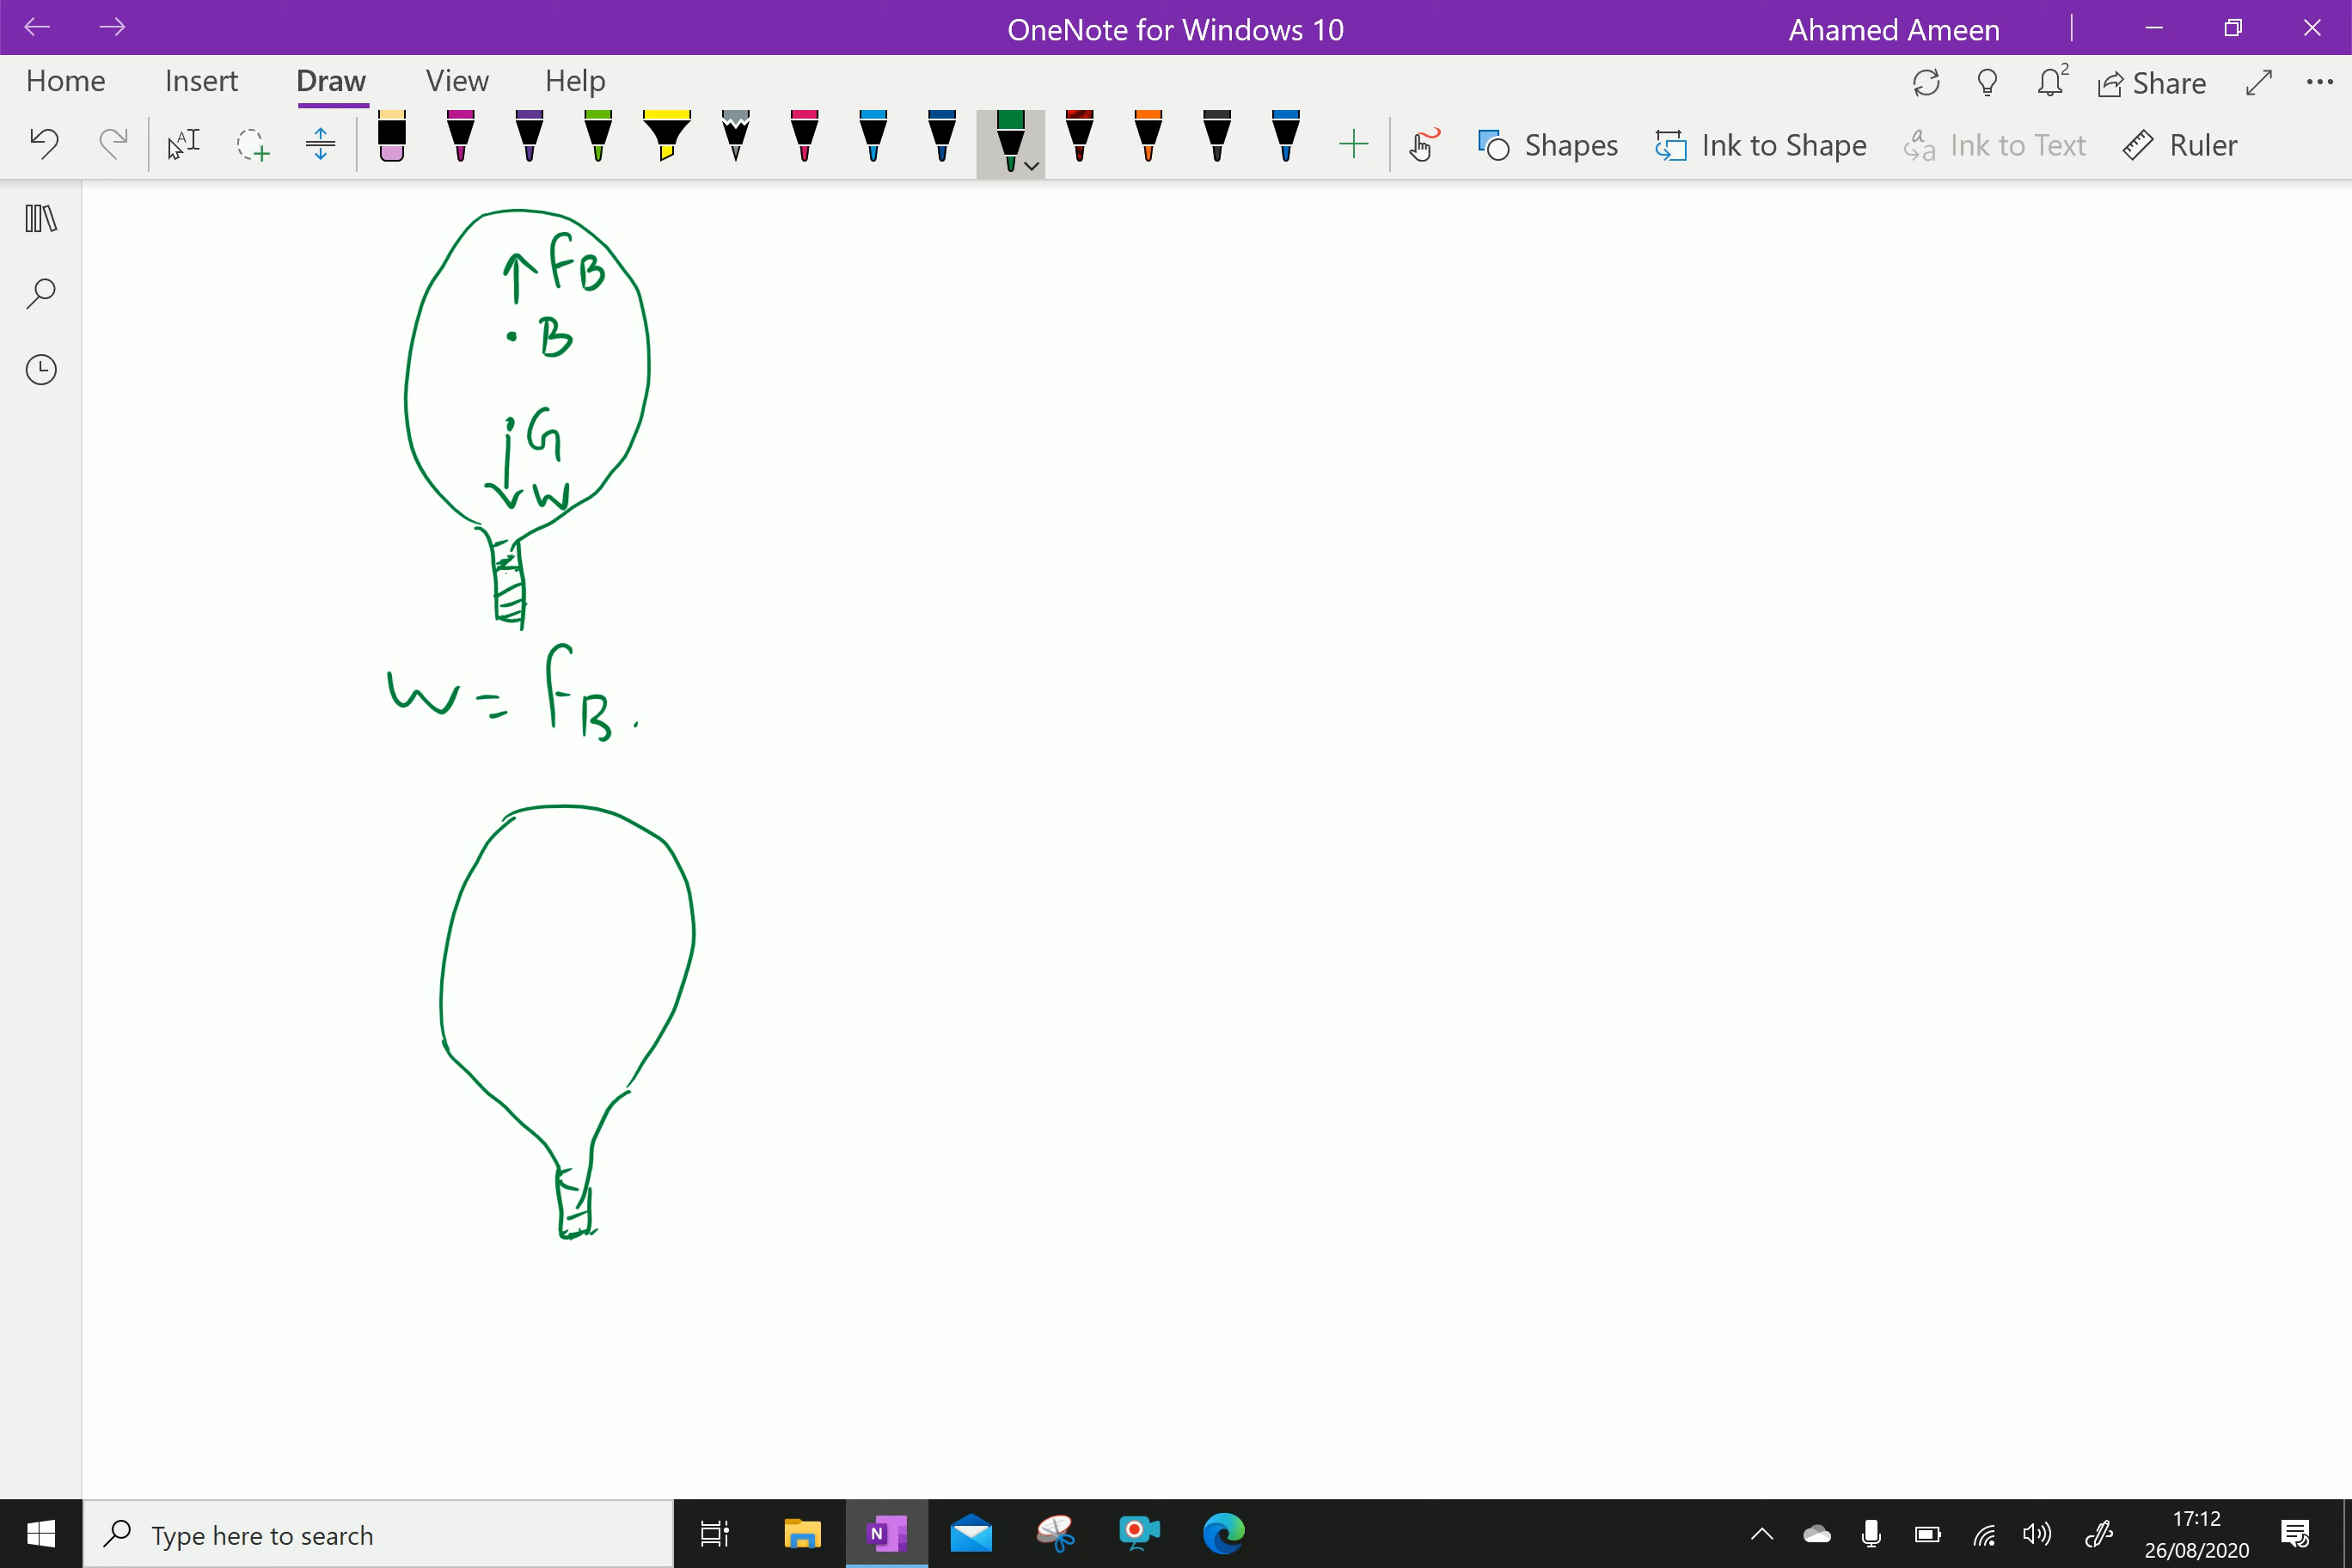 OneNote for Windows 10
Ahamed Ameen
Home Insert Draw View Help
2
Share
Shapes
Ink to Shape
Ink to Text
Ruler
FB
B
G
W
W = FB.
N
Type here to search
17:12
26/08/2020